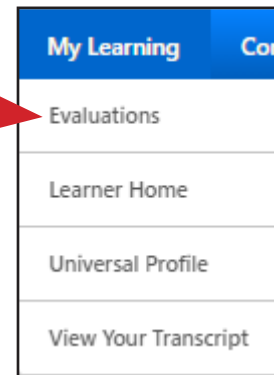 My Learning
Evaluations
Learner Home
Universal Profile
View Your Transcript